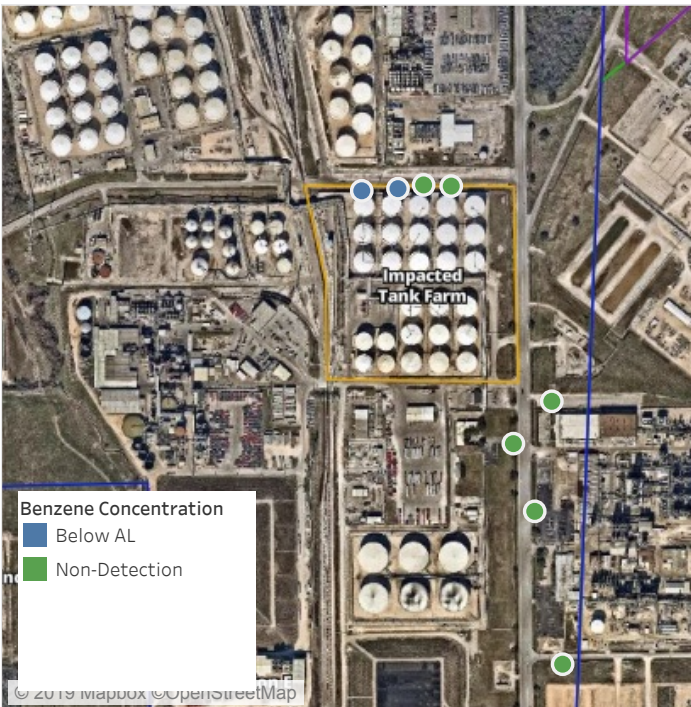 Impacted
Tank Farm
Benzene Concentration
Below AL
Non-Detection
© 2019 Mapbox ©OpenStreetMap